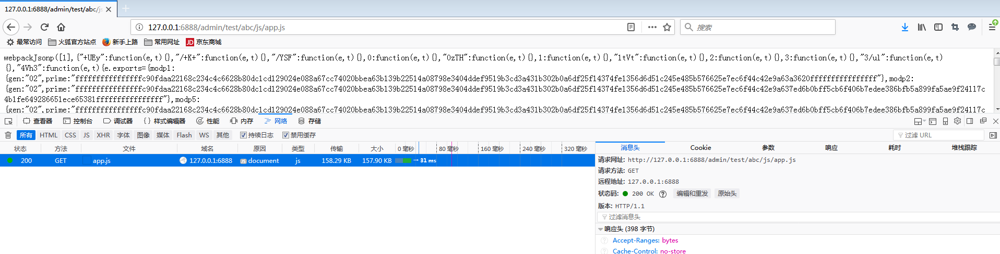 127.0.0.1:6888/admin/test/abc/js
127.0.0.1:6888/admin/test/abc/js/app.js
搜索
最常访问 火狐官方站点 新手上路 常用网址 JD 京东商城
webpackJsonp([1],{"+UEy":function(e,t){},"/+K+":function(e,t){},"/YSF":function(e,t){},0:function(e,t){},"0zTH":function(e,t){},1:function(e,t){},"1tVt":function(e,t){},2:function(e,t){},3:function(e,t){},"3/ul":function(e,t)
{},"4Vh3":function(e,t){e.exports={modp1:
{gen:"02",prime:"ffffffffffffffffc90fdaa22168c234c4c6628b80dc1cd129024e088a67cc74020bbea63b139b22514a08798e3404ddef9519b3cd3a431b302b0a6df25f14374fe1356d6d51c245e485b576625e7ec6f44c42e9a63a3620ffffffffffffffff"},modp2:
{gen:"02",prime:"ffffffffffffffffc90fdaa22168c234c4c6628b80dc1cd129024e088a67cc74020bbea63b139b22514a08798e3404ddef9519b3cd3a431b302b0a6df25f14374fe1356d6d51c245e485b576625e7ec6f44c42e9a637ed6b0bff5cb6f406b7edee386bfb5a899fa5ae9f24117c
4b1fe649286651ece65381ffffffffffffffff"},modp5:
{gen:"02",prime:"ffffffffffffffffc90fdaa22168c234c4c6628b80dc1cd129024e088a67cc74020bbea63b139b22514a08798e3404ddef9519b3cd3a431b302b0a6df25f14374fe1356d6d51c245e485b576625e7ec6f44c42e9a637ed6b0bff5cb6f406b7edee386bfb5a899fa5ae9f24117c
查看器 控制台 调试器 {} 样式编辑器 性能 内存 网络 存储
所有 HTML CSS JS XHR 字体 图像 媒体 Flash WS 其他 持续日志 禁用缓存 过滤 URL
状态 方法 文件 域名 原因 类型 传输 大小 0 毫秒 80 毫秒 160 毫秒 240 毫秒 320 毫秒
200 GET app.js 127.0.0.1:6888 JS document js 158.29 KB 157.90 KB → 31 ms
消息头 Cookie 参数 响应 耗时 堆栈跟踪
请求网址: http://127.0.0.1:6888/admin/test/abc/js/app.js
请求方法: GET
远程地址: 127.0.0.1:6888
状态码: 200 OK 编辑和重发 原始头
版本: HTTP/1.1
过滤消息头
响应头 (398 字节)
Accept-Ranges: bytes
Cache-Control: no-store